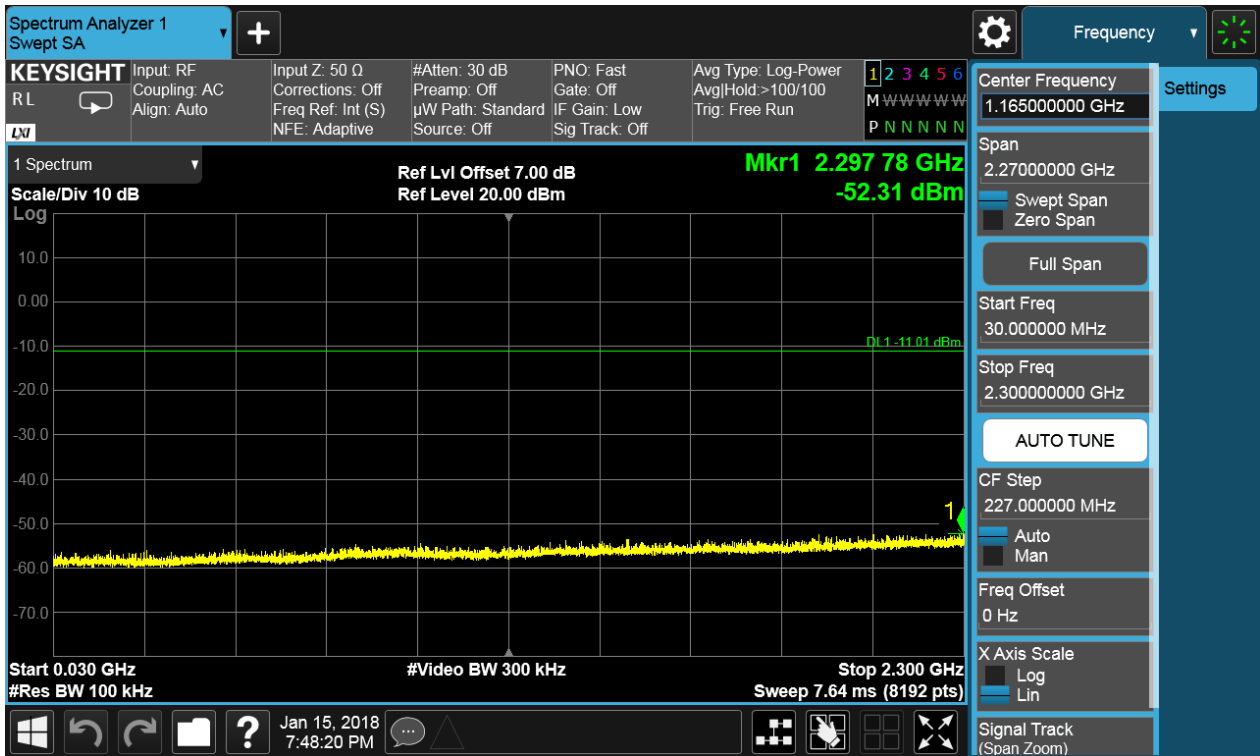 Spectrum Analyzer 1
Swept SA
Frequency
KEYSIGHT
RL
LXI
Input: RF
Coupling: AC
Align: Auto
Input Z: 50 Ω
Corrections: Off
Freq Ref: Int (S)
NFE: Adaptive
#Atten: 30 dB
Preamp: Off
µW Path: Standard
Source: Off
PNO: Fast
Gate: Off
IF Gain: Low
Sig Track: Off
Avg Type: Log-Power
Avg|Hold:>100/100
Trig: Free Run
1 2 3 4 5 6
M W W W W W
P N N N N N
1 Spectrum
Scale/Div 10 dB
Log
Ref Lvl Offset 7.00 dB
Ref Level 20.00 dBm
Mkr1 2.297 78 GHz
-52.31 dBm
10.0
0.00
-10.0
DL1 -11.01 dBm
-20.0
-30.0
-40.0
-50.0
1
-60.0
-70.0
Start 0.030 GHz
#Video BW 300 kHz
Stop 2.300 GHz
#Res BW 100 kHz
Sweep 7.64 ms (8192 pts)
Jan 15, 2018
7:48:20 PM
Center Frequency
1.165000000 GHz
Span
2.27000000 GHz
Swept Span
Zero Span
Full Span
Start Freq
30.000000 MHz
Stop Freq
2.300000000 GHz
AUTO TUNE
CF Step
227.000000 MHz
Auto
Man
Freq Offset
0 Hz
X Axis Scale
Log
Lin
Signal Track
(Span Zoom)
Settings